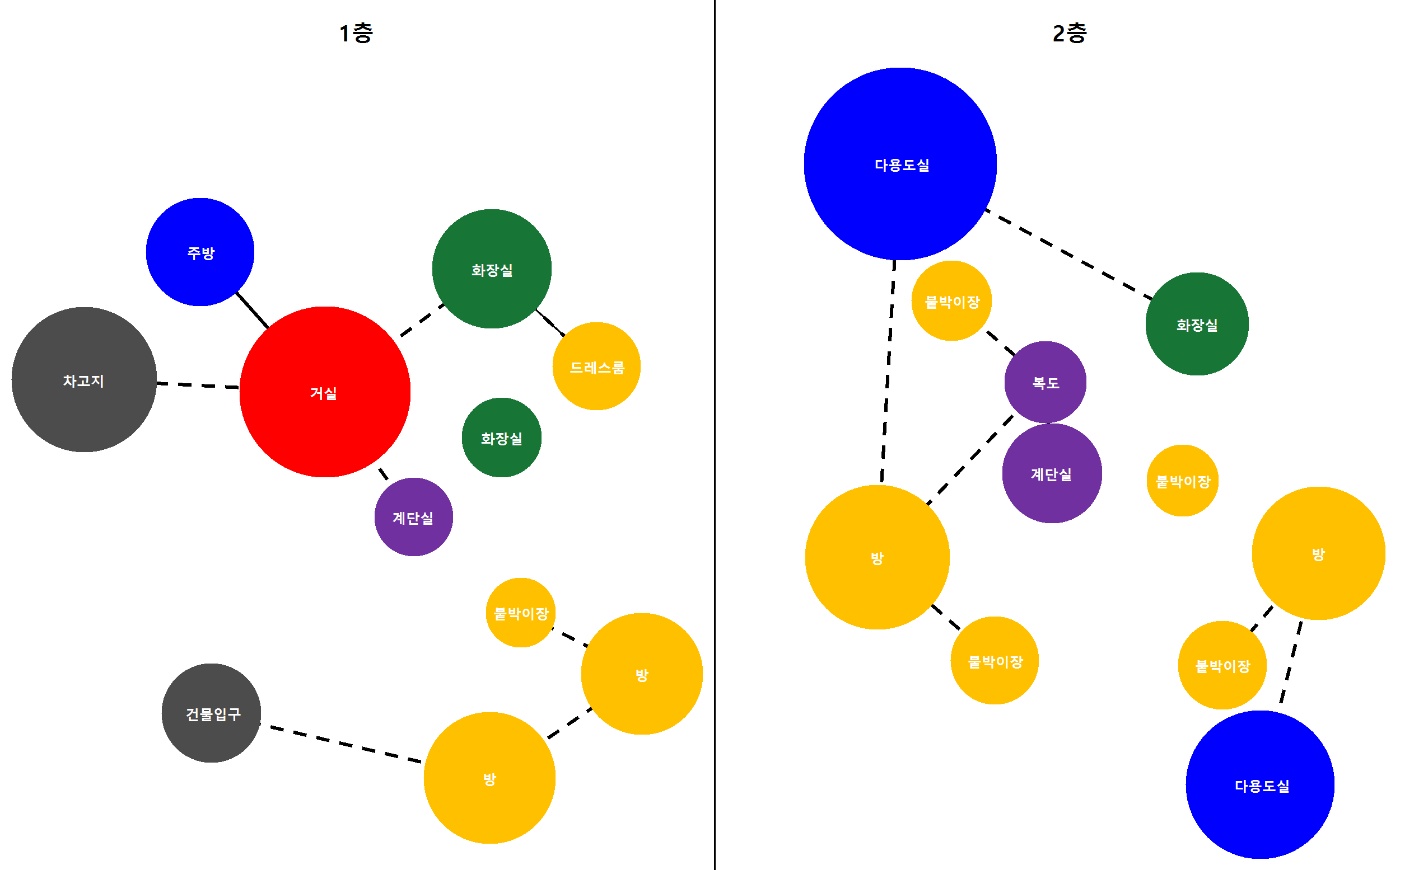 1층
주방
화장실
드레스룸
차고지
거실
화장실
계단실
붙박이장
방
건물입구
방
2층
다용도실
붙박이장
화장실
복도
계단실
붙박이장
방
방
붙박이장
붙박이장
다용도실